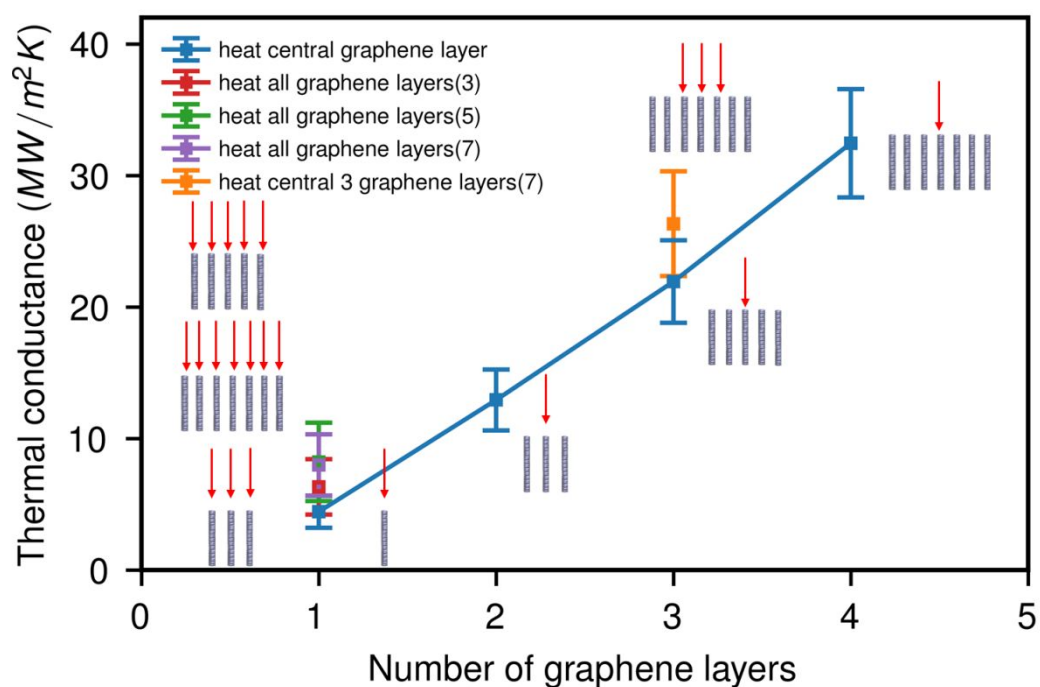 Thermal conductance (MW/m²K)
40
30
20
10
0
heat central graphene layer
heat all graphene layers(3)
heat all graphene layers(5)
heat all graphene layers(7)
heat central 3 graphene layers(7)
0 1 2 3 4 5
Number of graphene layers